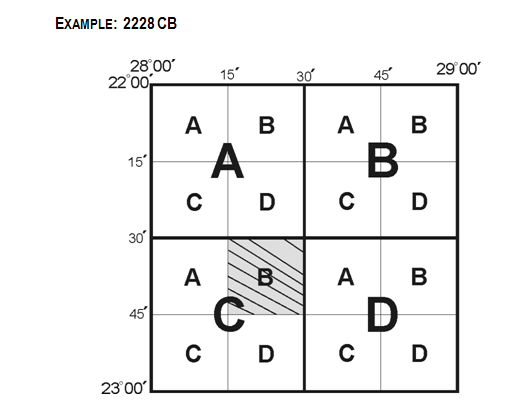 EXAMPLE: 2228 CB
28°00′ 29°00′
15′ 30′ 45′
22°00′
A B A B
15′ A B
C D C D
30′
A B A B
45′ C D
C D C D
23°00′